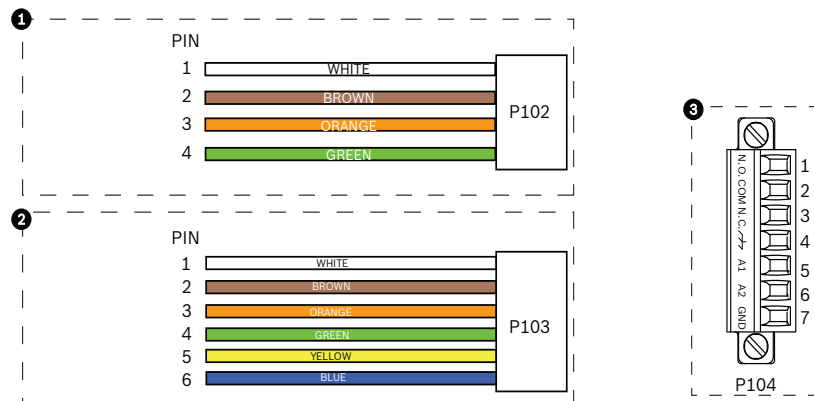 1
PIN
1 WHITE
2 BROWN
3 ORANGE
4 GREEN
P102
2
PIN
1 WHITE
2 BROWN
3 ORANGE
4 GREEN
5 YELLOW
6 BLUE
P103
3
N.O. 1
COM 2
N.C. 3
4
A1 5
A2 6
GND 7
P104